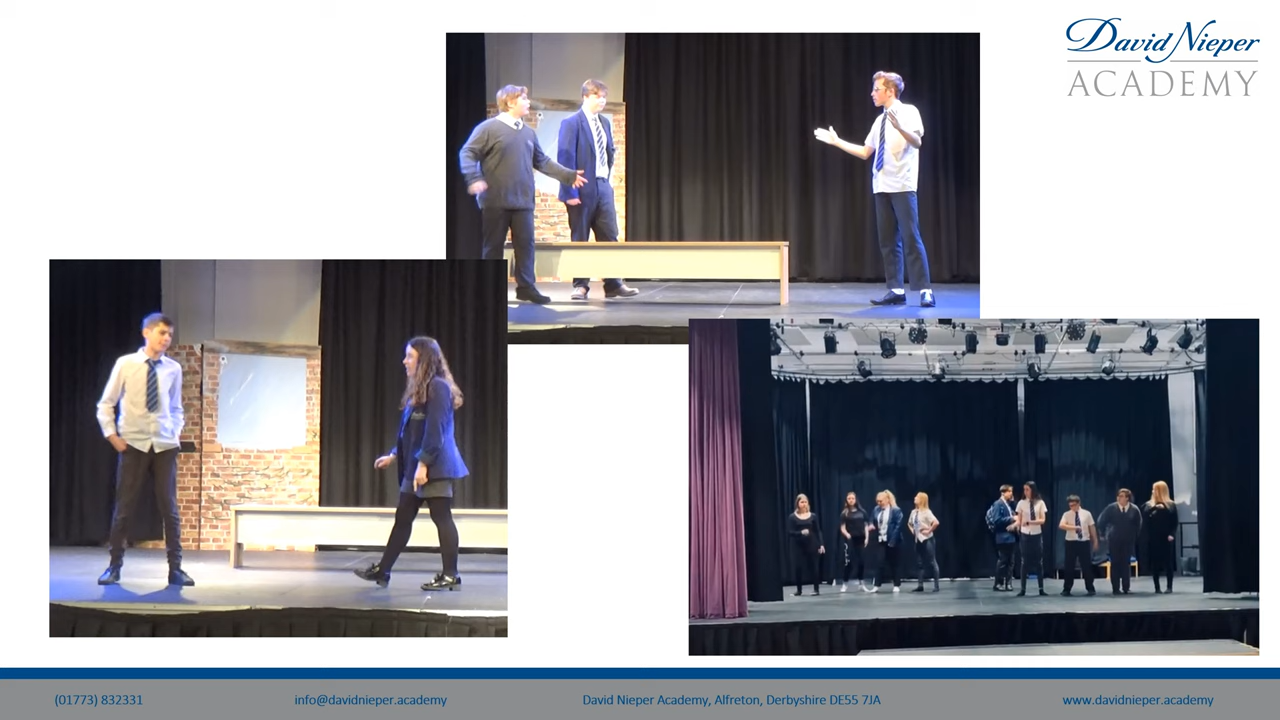 David Nieper
ACADEMY
(01773) 832331
info@davidnieper.academy
David Nieper Academy, Alfreton, Derbyshire DE55 7JA
www.davidnieper.academy